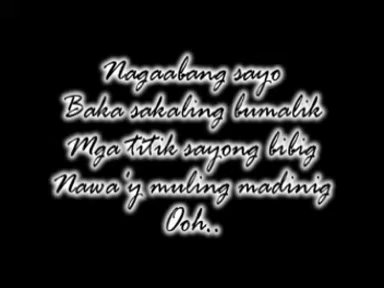 Nagaabang sayo
Baka sakaling bumalik
Mga titik sayong bibig
Nawa'y muling madinig
Ooh..